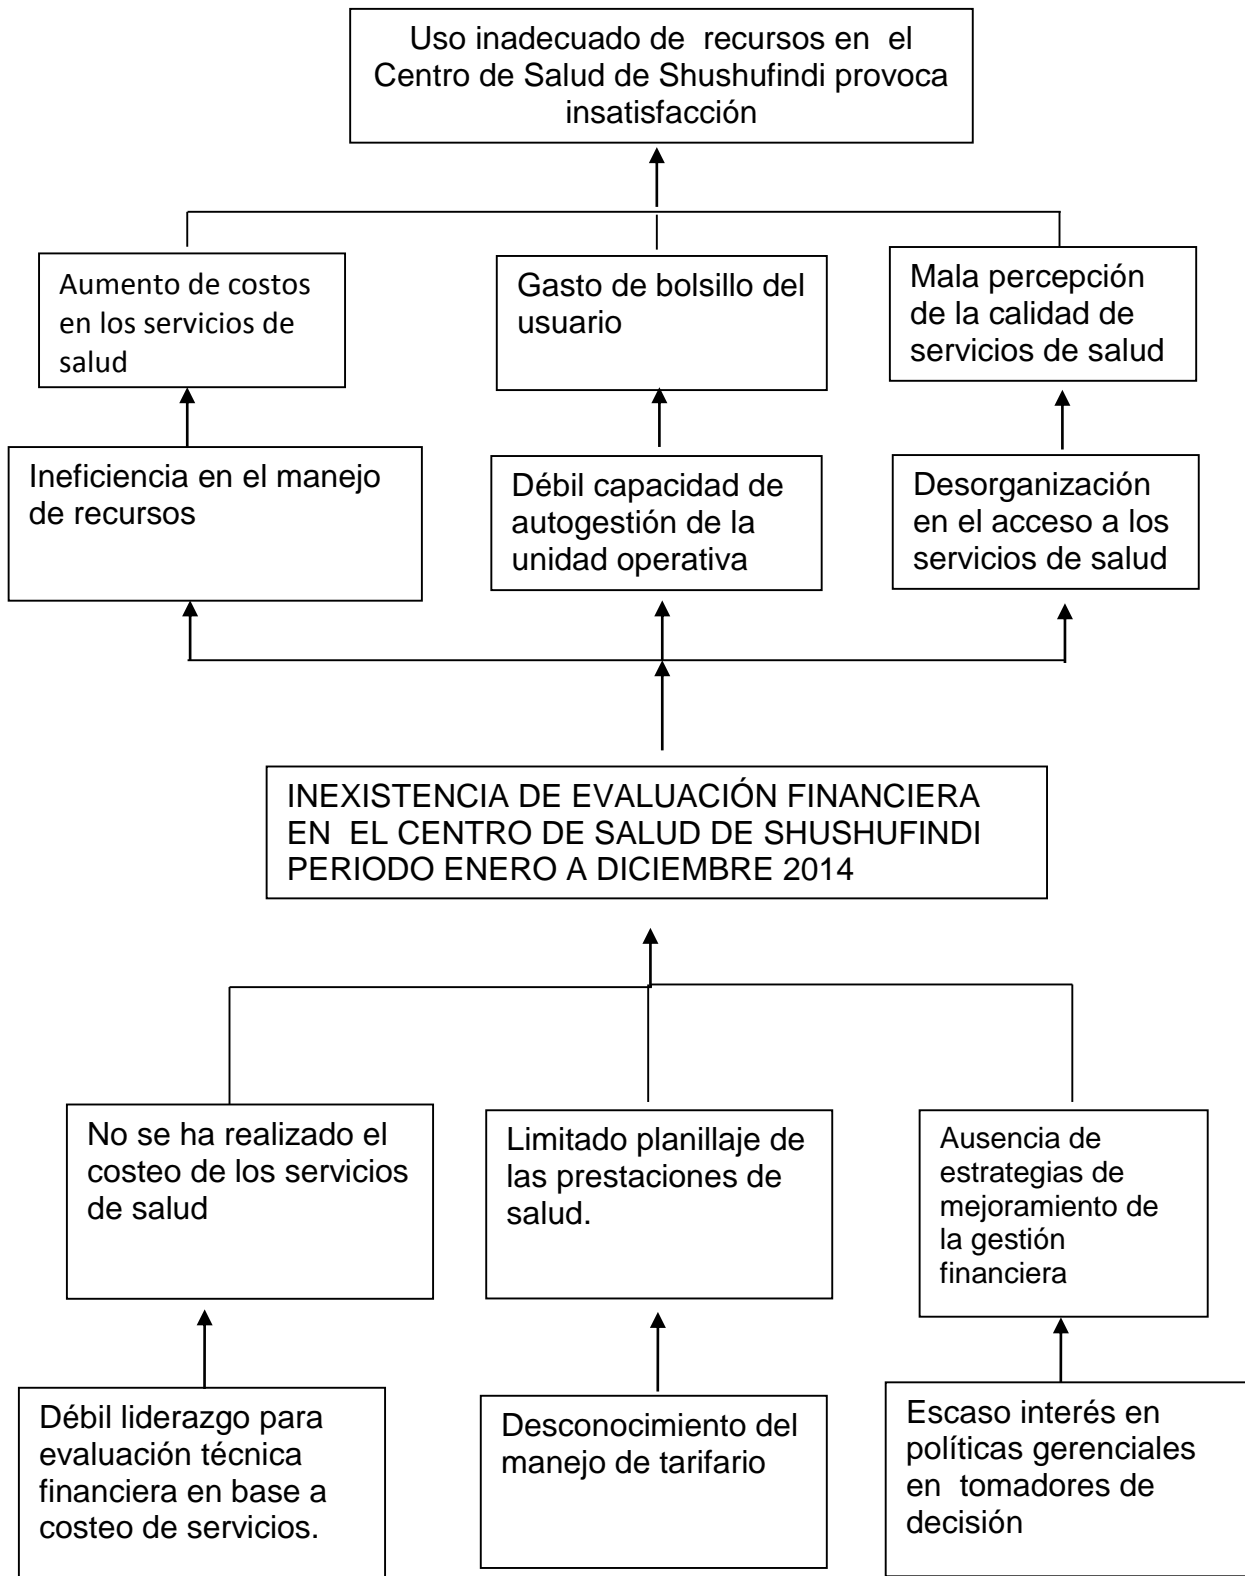 Uso inadecuado de recursos en el
Centro de Salud de Shushufindi provoca
insatisfacción
Aumento de costos
en los servicios de
salud
Gasto de bolsillo del
usuario
Mala percepción
de la calidad de
servicios de salud
Ineficiencia en el manejo
de recursos
Débil capacidad de
autogestión de la
unidad operativa
Desorganización
en el acceso a los
servicios de salud
INEXISTENCIA DE EVALUACIÓN FINANCIERA
EN EL CENTRO DE SALUD DE SHUSHUFINDI
PERIODO ENERO A DICIEMBRE 2014
No se ha realizado el
costeo de los servicios
de salud
Limitado planillaje de
las prestaciones de
salud.
Ausencia de
estrategias de
mejoramiento de
la gestión
financiera
Débil liderazgo para
evaluación técnica
financiera en base a
costeo de servicios.
Desconocimiento del
manejo de tarifario
Escaso interés en
políticas gerenciales
en tomadores de
decisión